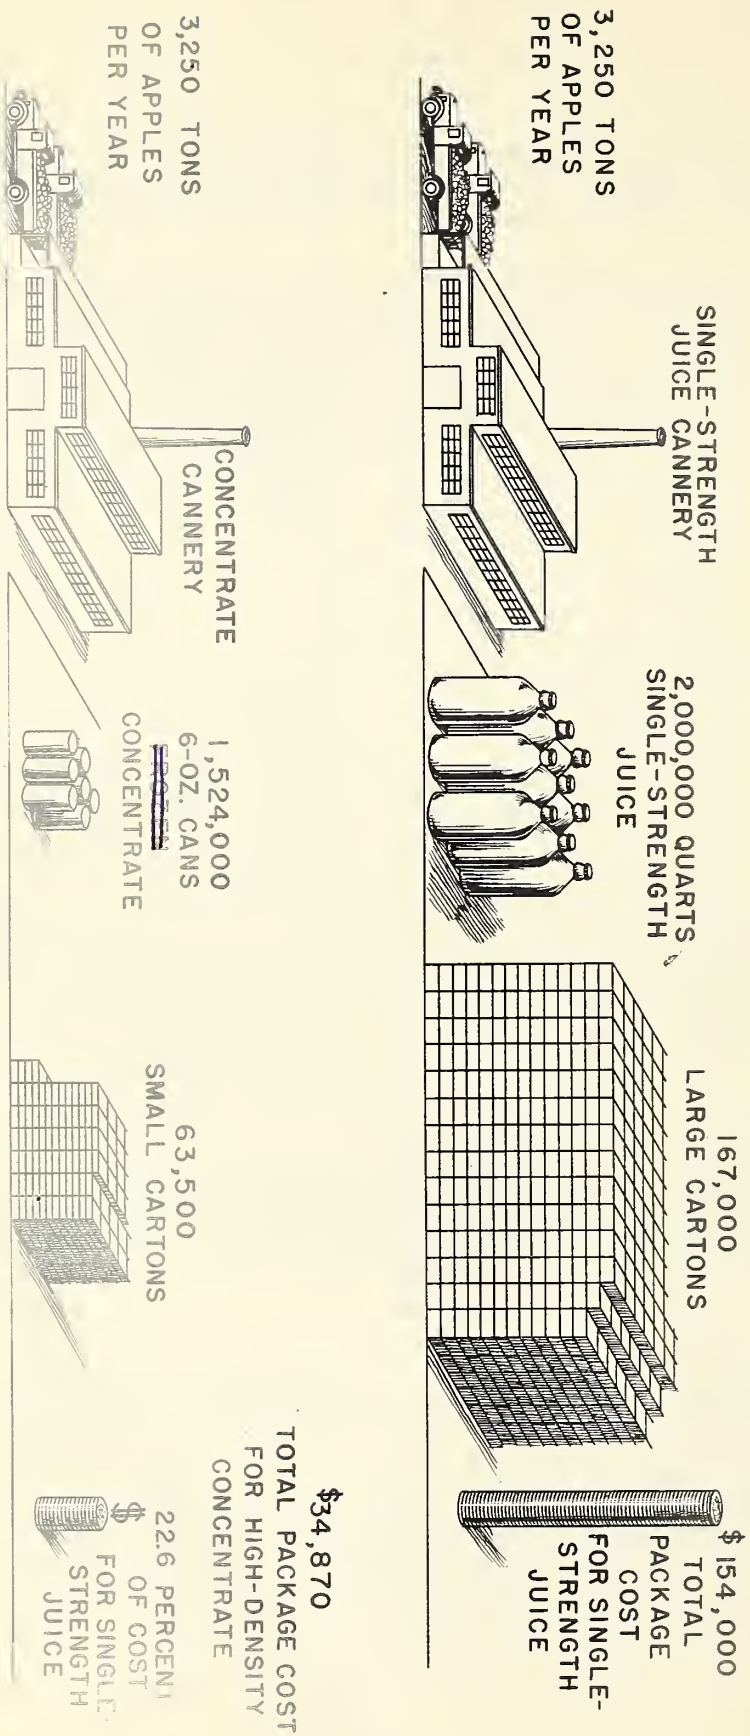 3,250 TONS
OF APPLES
PER YEAR
SINGLE-STRENGTH
JUICE CANNERY
2,000,000 QUARTS
SINGLE-STRENGTH
JUICE
167,000
LARGE CARTONS
$154,000
TOTAL
PACKAGE
COST
FOR SINGLE-
STRENGTH
JUICE
3,250 TONS
OF APPLES
PER YEAR
CONCENTRATE
CANNERY
1,524,000
6-OZ. CANS
CONCENTRATE
63,500
SMALL CARTONS
$34,870
TOTAL PACKAGE COST
FOR HIGH-DENSITY
CONCENTRATE
$
22.6 PERCENT
OF COST
FOR SINGLE-
STRENGTH
JUICE